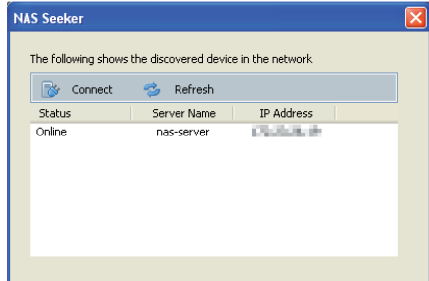 NAS Seeker
The following shows the discovered device in the network
Connect Refresh
Status Server Name IP Address
Online nas-server